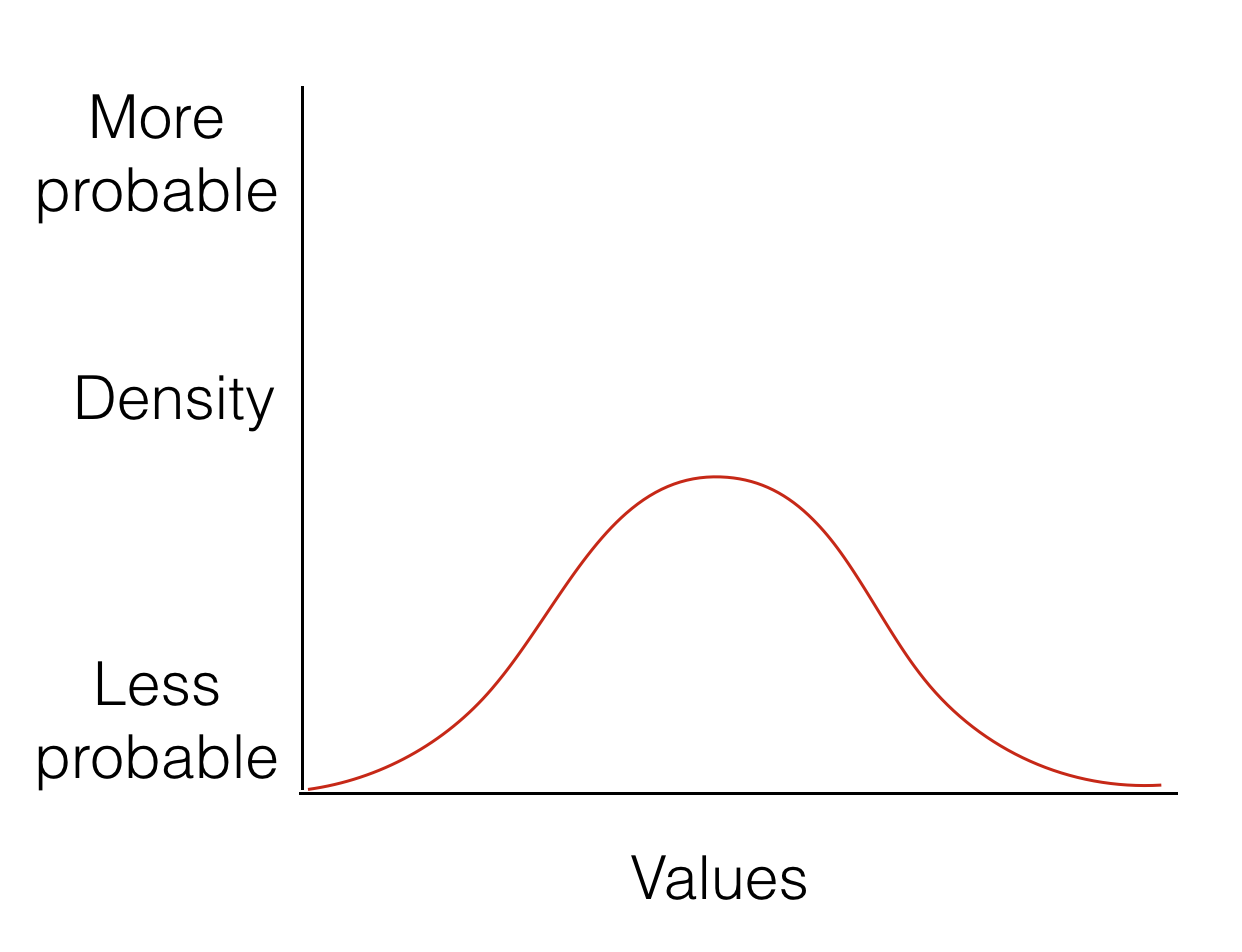 More
probable
Density
Less
probable
Values